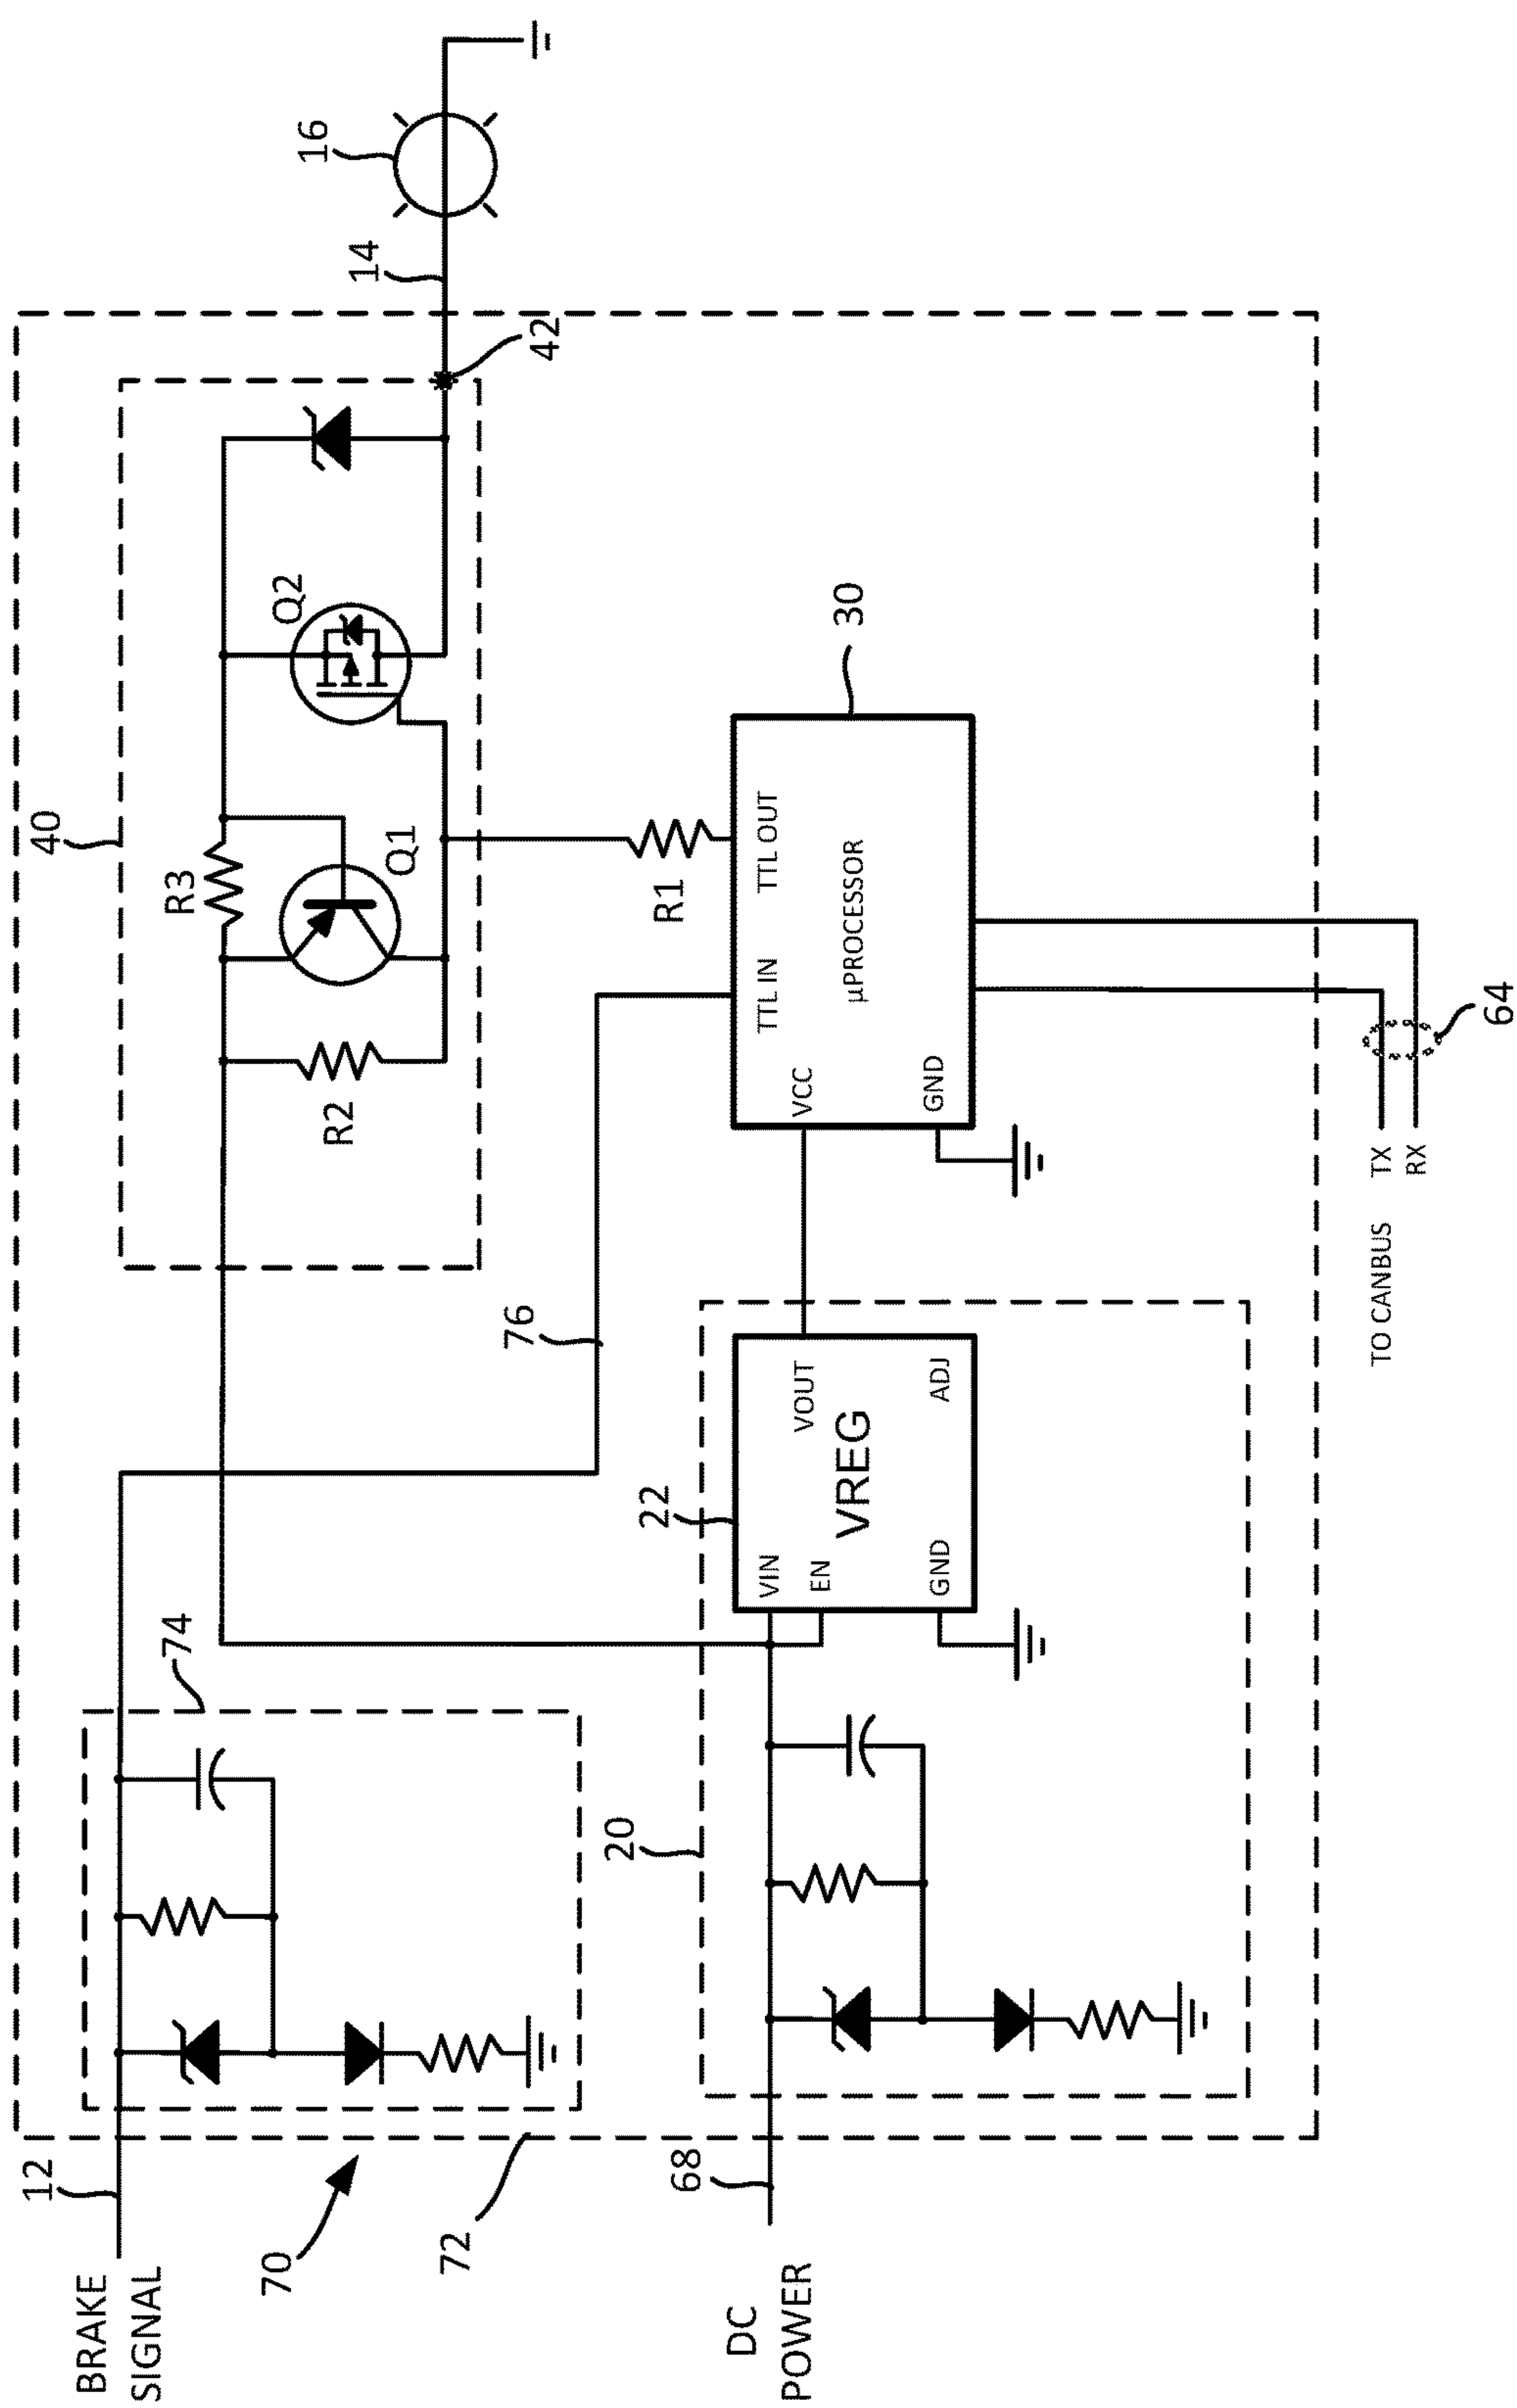 BRAKE
SIGNAL
12
70
72
74
76
40
R3
R2
Q1
Q2
42
14
16
R1
DC
POWER
68
20
22
VIN
EN
GND
VREG
VOUT
ADJ
VCC
GND
TTL IN
TTL OUT
µPROCESSOR
30
TO CANBUS
TX
RX
64